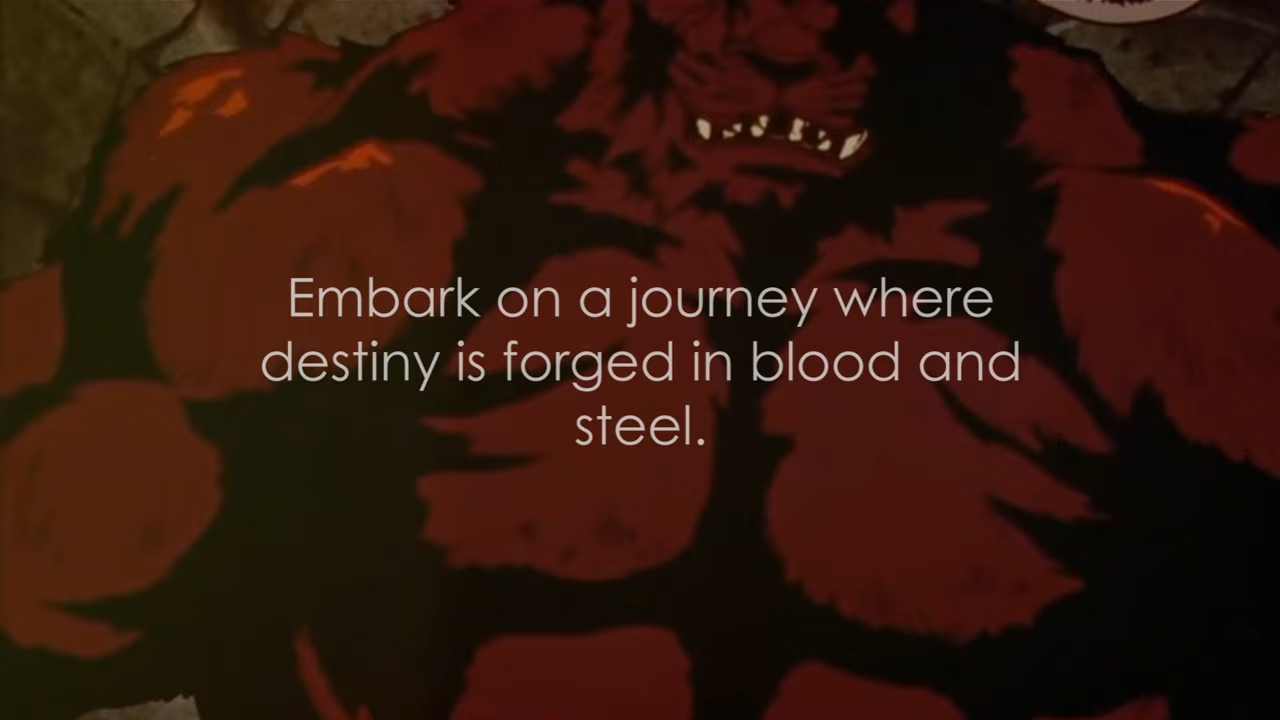 Embark on a journey where
destiny is forged in blood and
steel.